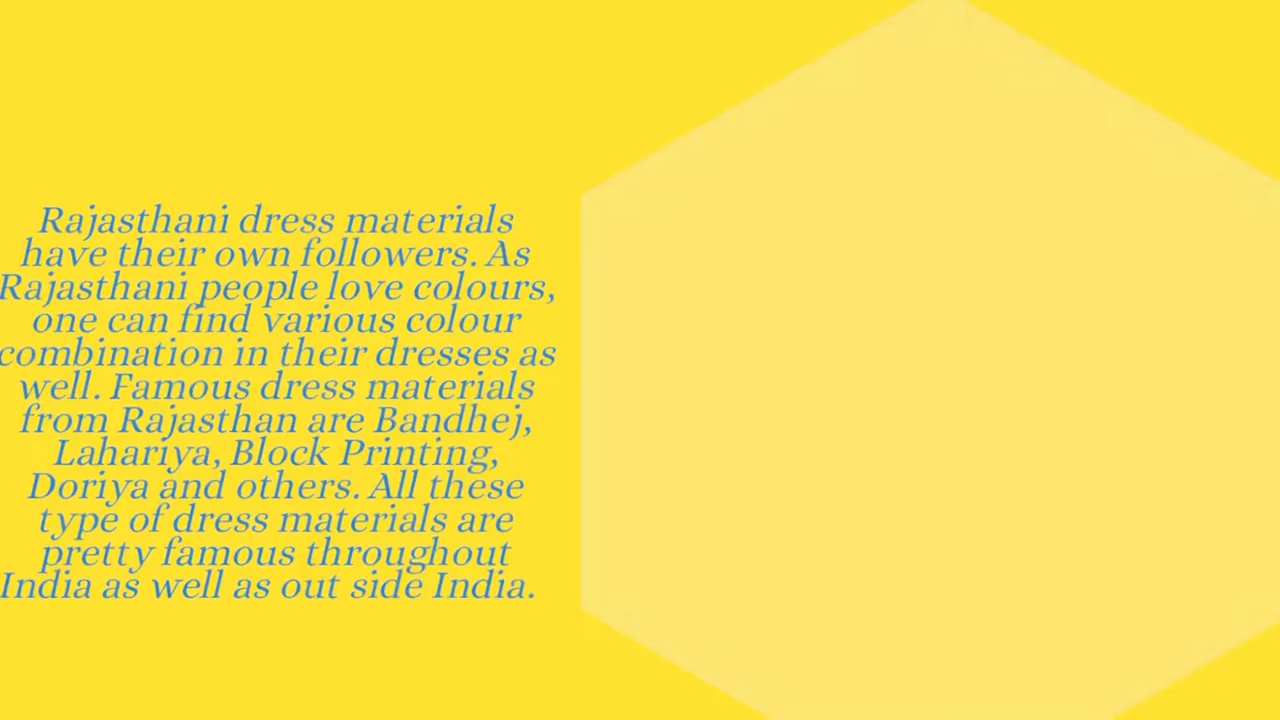 Rajasthani dress materials
have their own followers. As
Rajasthani people love colours,
one can find various colour
combination in their dresses as
well. Famous dress materials
from Rajasthan are Bandhej,
Lahariya, Block Printing,
Doriya and others. All these
type of dress materials are
pretty famous throughout
India as well as out side India.